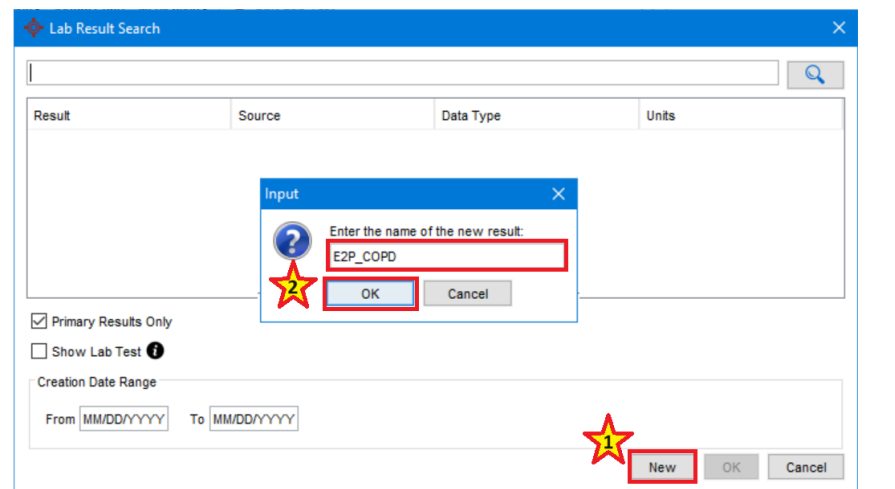 Lab Result Search
Result Source Data Type Units
Input
Enter the name of the new result:
E2P_COPD
2
OK Cancel
Primary Results Only
Show Lab Test i
Creation Date Range
From MM/DD/YYYY To MM/DD/YYYY
1
New OK Cancel